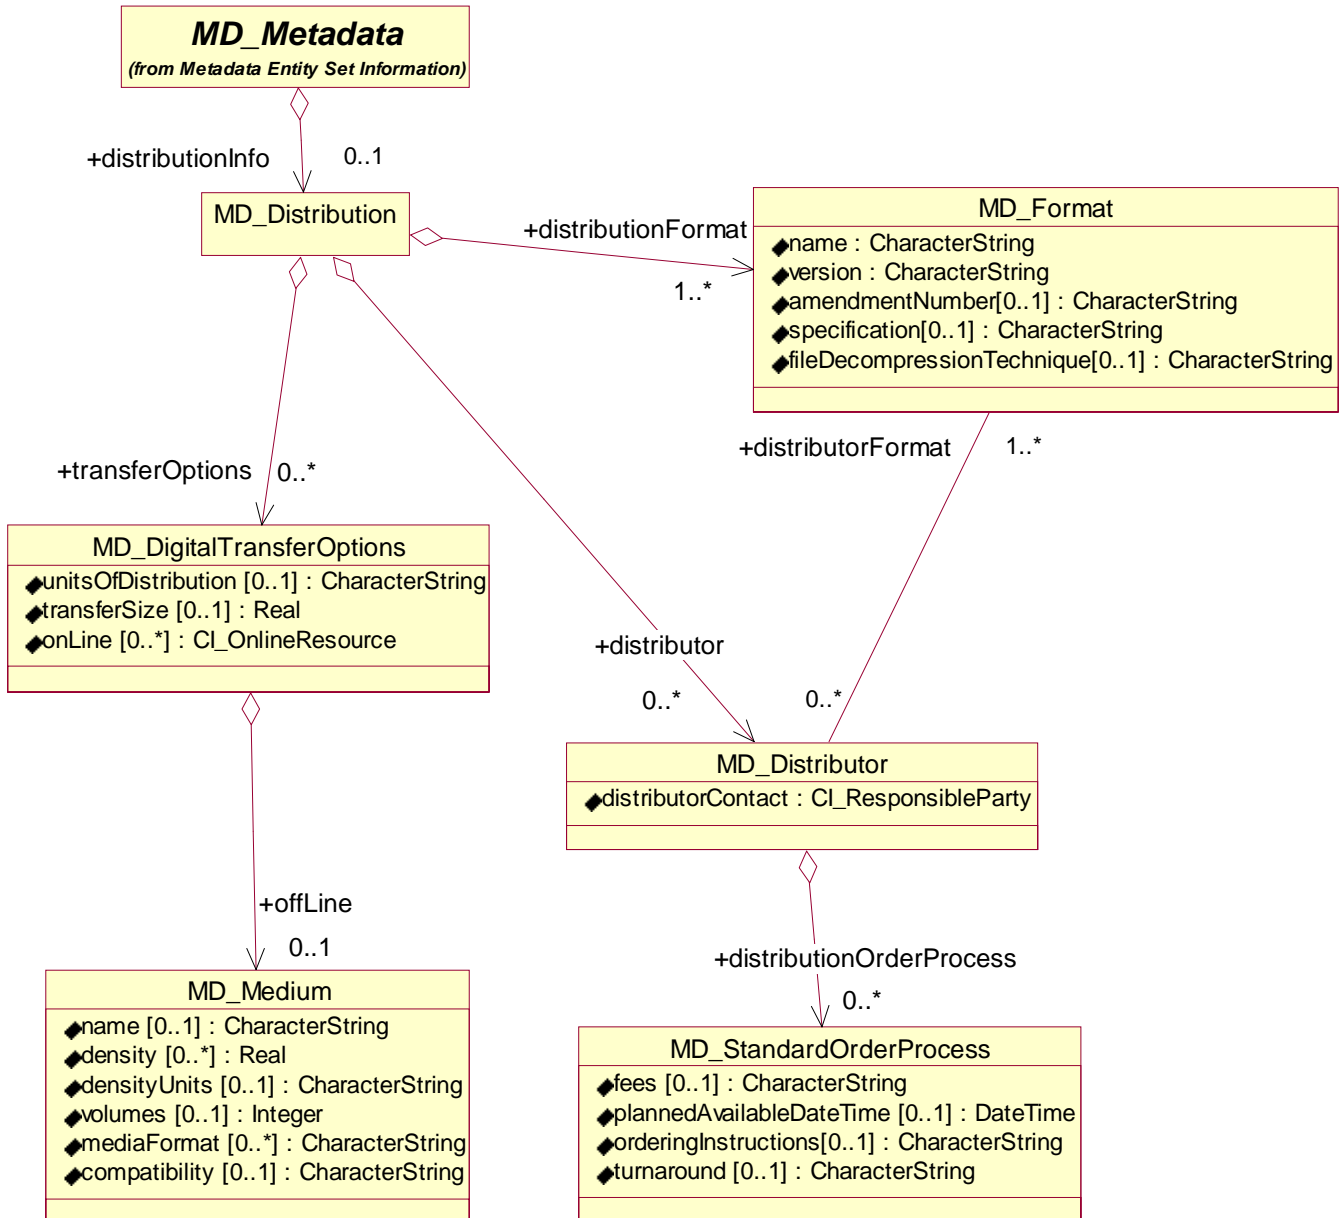 MD_Metadata
(from Metadata Entity Set Information)
+distributionInfo
0..1
MD_Distribution
+distributionFormat
1..*
MD_Format
name : CharacterString
version : CharacterString
amendmentNumber[0..1] : CharacterString
specification[0..1] : CharacterString
fileDecompressionTechnique[0..1] : CharacterString
+distributorFormat
1..*
+transferOptions
0..*
MD_DigitalTransferOptions
unitsOfDistribution [0..1] : CharacterString
transferSize [0..1] : Real
onLine [0..*] : CI_OnlineResource
+distributor
0..*
0..*
MD_Distributor
distributorContact : CI_ResponsibleParty
+offLine
0..1
+distributionOrderProcess
0..*
MD_Medium
name [0..1] : CharacterString
density [0..*] : Real
densityUnits [0..1] : CharacterString
volumes [0..1] : Integer
mediaFormat [0..*] : CharacterString
compatibility [0..1] : CharacterString
MD_StandardOrderProcess
fees [0..1] : CharacterString
plannedAvailableDateTime [0..1] : DateTime
orderingInstructions[0..1] : CharacterString
turnaround [0..1] : CharacterString